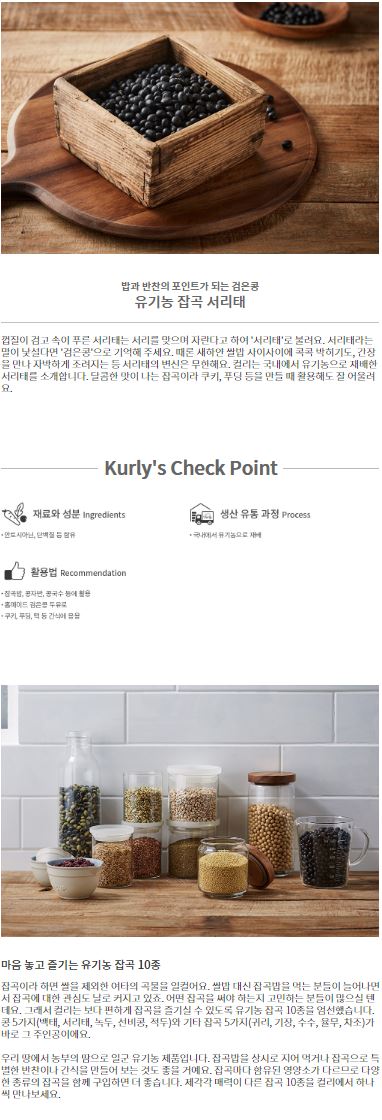 밥과 반찬의 포인트가 되는 검은콩
유기농 잡곡 서리태
껍질이 검고 속이 푸른 서리태는 서리를 맞으며 자란다고 하여 '서리태'로 불려요. 서리태라는
말이 낯설다면 '검은콩'으로 기억해 주세요. 때론 새하얀 쌀밥 사이사이에 콕콕 박히기도, 간장
을 만나 자박하게 조려지는 등 서리태의 변신은 무한해요. 컬리는 국내에서 유기농으로 재배한
서리태를 소개합니다. 달콤한 맛이 나는 잡곡이라 쿠키, 푸딩 등을 만들 때 활용해도 잘 어울려
요.
Kurly's Check Point
재료와 성분 Ingredients
• 안토시아닌, 단백질 등 함유
생산 유통 과정 Process
• 국내에서 유기농으로 재배
활용법 Recommendation
• 잡곡밥, 콩자반, 콩국수 등에 활용
• 홈메이드 검은콩 두유로
• 쿠키, 푸딩, 떡 등 간식에 응용
마음 놓고 즐기는 유기농 잡곡 10종
잡곡이라 하면 쌀을 제외한 여타의 곡물을 일컬어요. 쌀밥 대신 잡곡밥을 먹는 분들이 늘어나면
서 잡곡에 대한 관심도 날로 커지고 있죠. 어떤 잡곡을 써야 하는지 고민하는 분들이 많으실 텐
데요. 그래서 컬리는 보다 편하게 잡곡을 즐기실 수 있도록 유기농 잡곡 10종을 엄선했습니다.
콩 5가지(백태, 서리태, 녹두, 선비콩, 적두)와 기타 잡곡 5가지(귀리, 기장, 수수, 율무, 차조)가
바로 그 주인공이에요.
우리 땅에서 농부의 땀으로 일군 유기농 제품입니다. 잡곡밥을 상시로 지어 먹거나 잡곡으로 특
별한 반찬이나 간식을 만들어 보는 것도 좋을 거예요. 잡곡마다 함유된 영양소가 다르므로 다양
한 종류의 잡곡을 함께 구입하면 더 좋습니다. 제각각 매력이 다른 잡곡 10종을 컬리에서 하나
씩 만나보세요.